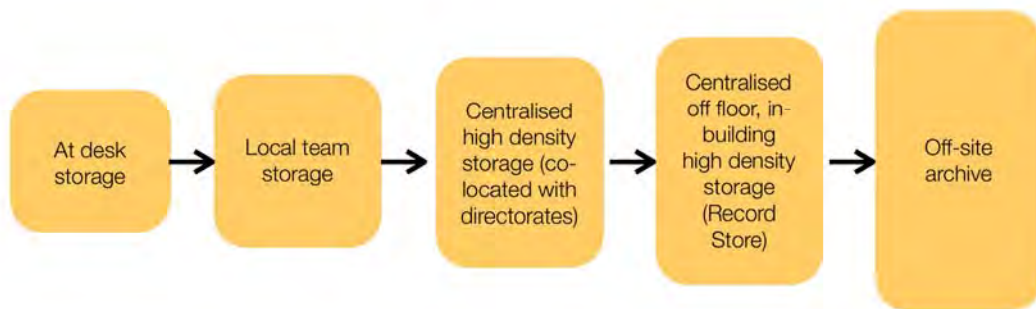 At desk
storage
Local team
storage
Centralised
high density
storage (co-
located with
directorates)
Centralised
off floor, in-
building
high density
storage
(Record
Store)
Off-site
archive